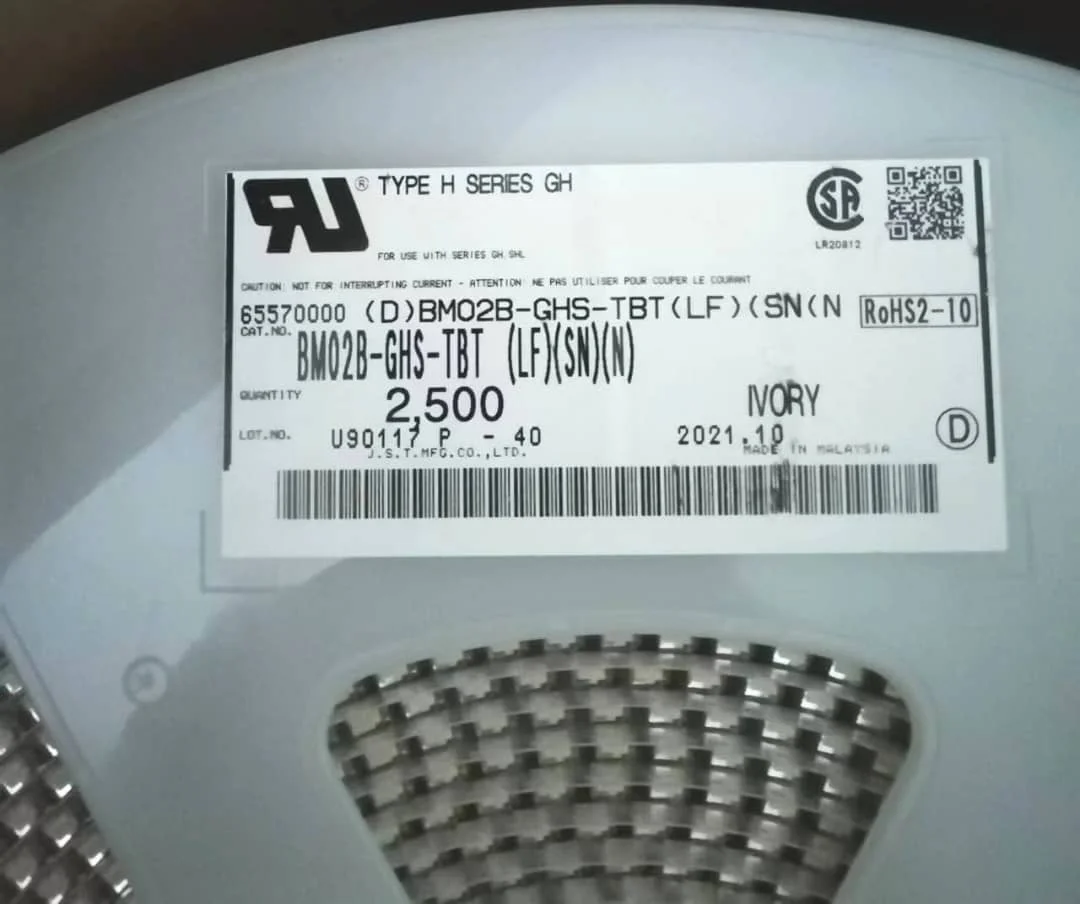 ® TYPE H SERIES GH
LR20812
FOR USE WITH SERIES GH,SHL
CAUTION: NOT FOR INTERRUPTING CURRENT - ATTENTION: NE PAS UTILISER POUR COUPER LE COURANT
65570000 (D)BM02B-GHS-TBT(LF)(SN(N RoHS2-10
CAT.NO. BM02B-GHS-TBT (LF)(SN)(N)
QUANTITY 2,500 IVORY
LOT.NO. U90117 P - 40 2021.10 D
J.S.T.MFG.CO.,LTD. MADE IN MALAYSIA